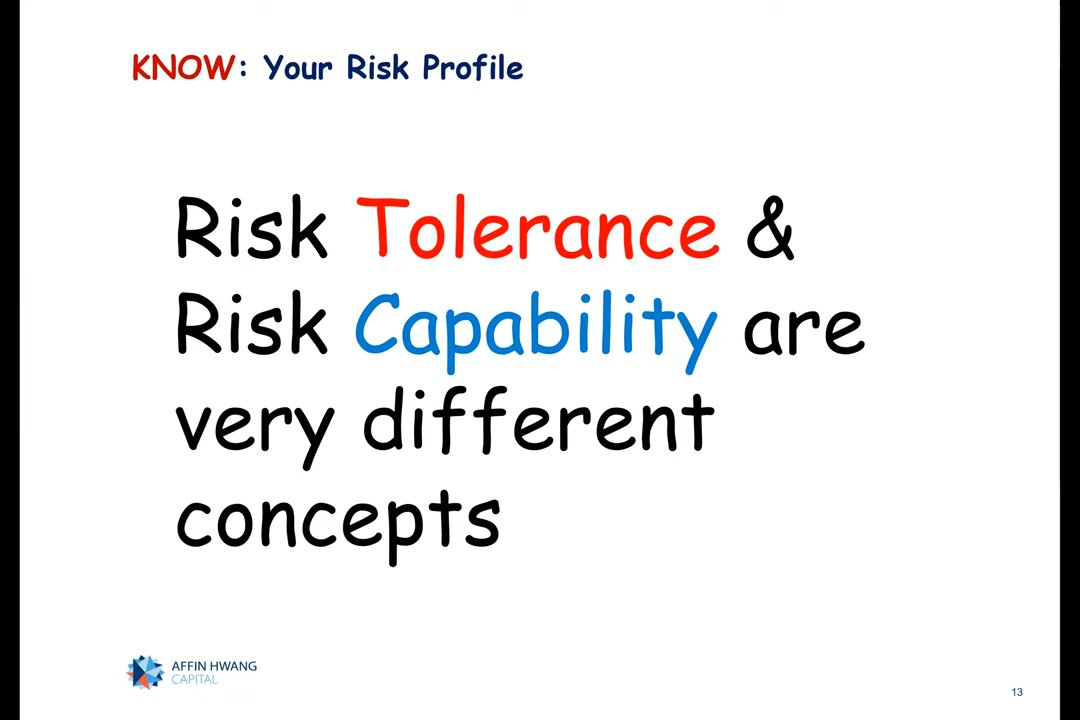 KNOW: Your Risk Profile
Risk Tolerance &
Risk Capability are
very different
concepts
AFFIN HWANG
CAPITAL
13